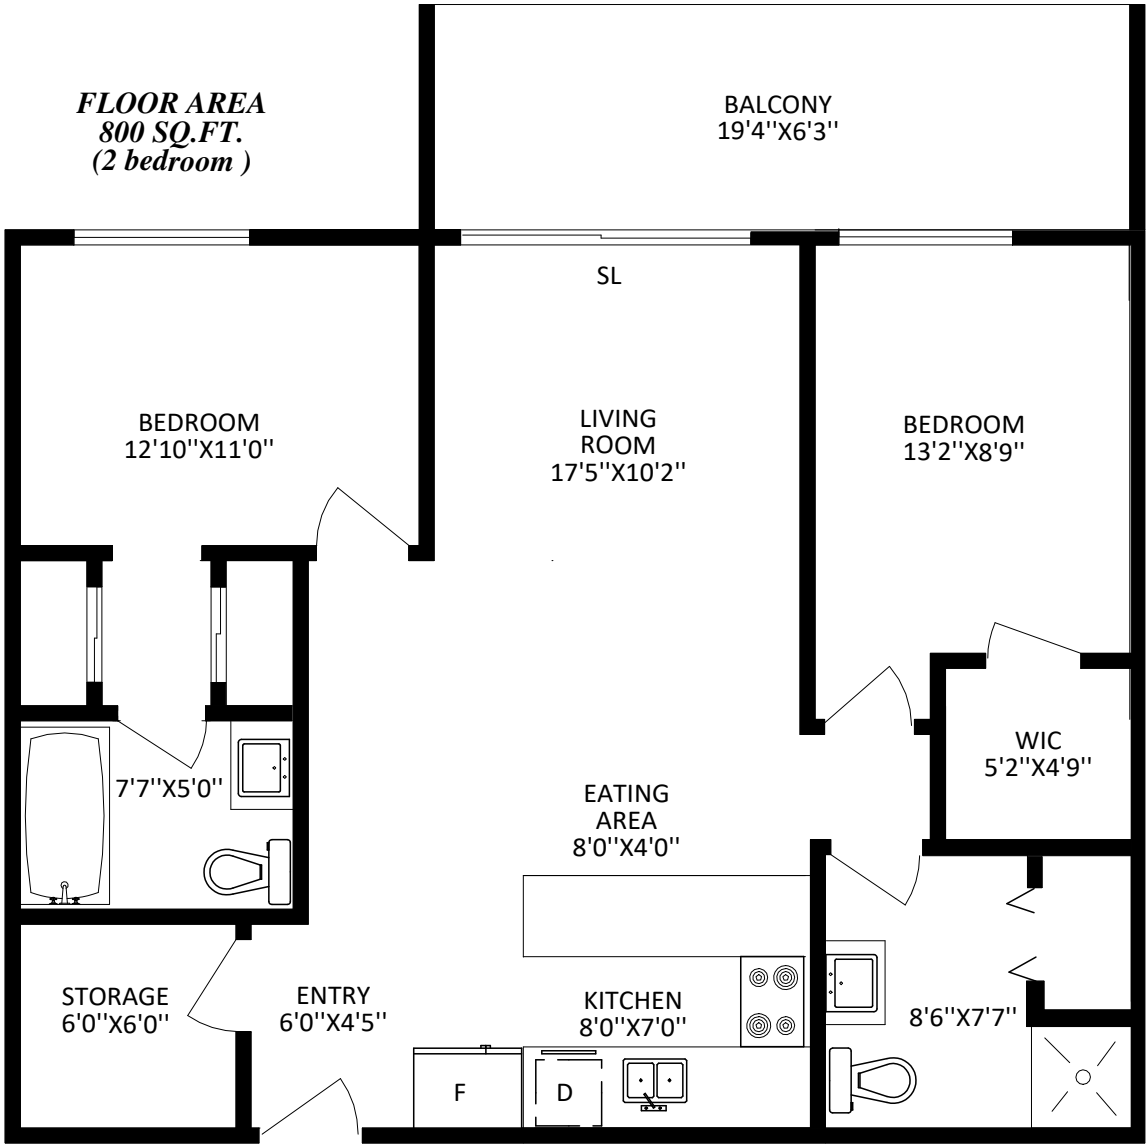 FLOOR AREA
800 SQ.FT.
(2 bedroom )
BALCONY
19'4''X6'3''
SL
BEDROOM
12'10''X11'0''
LIVING
ROOM
17'5''X10'2''
BEDROOM
13'2''X8'9''
WIC
5'2''X4'9''
7'7''X5'0''
EATING
AREA
8'0''X4'0''
STORAGE
6'0''X6'0''
ENTRY
6'0''X4'5''
KITCHEN
8'0''X7'0''
8'6''X7'7''
F
D